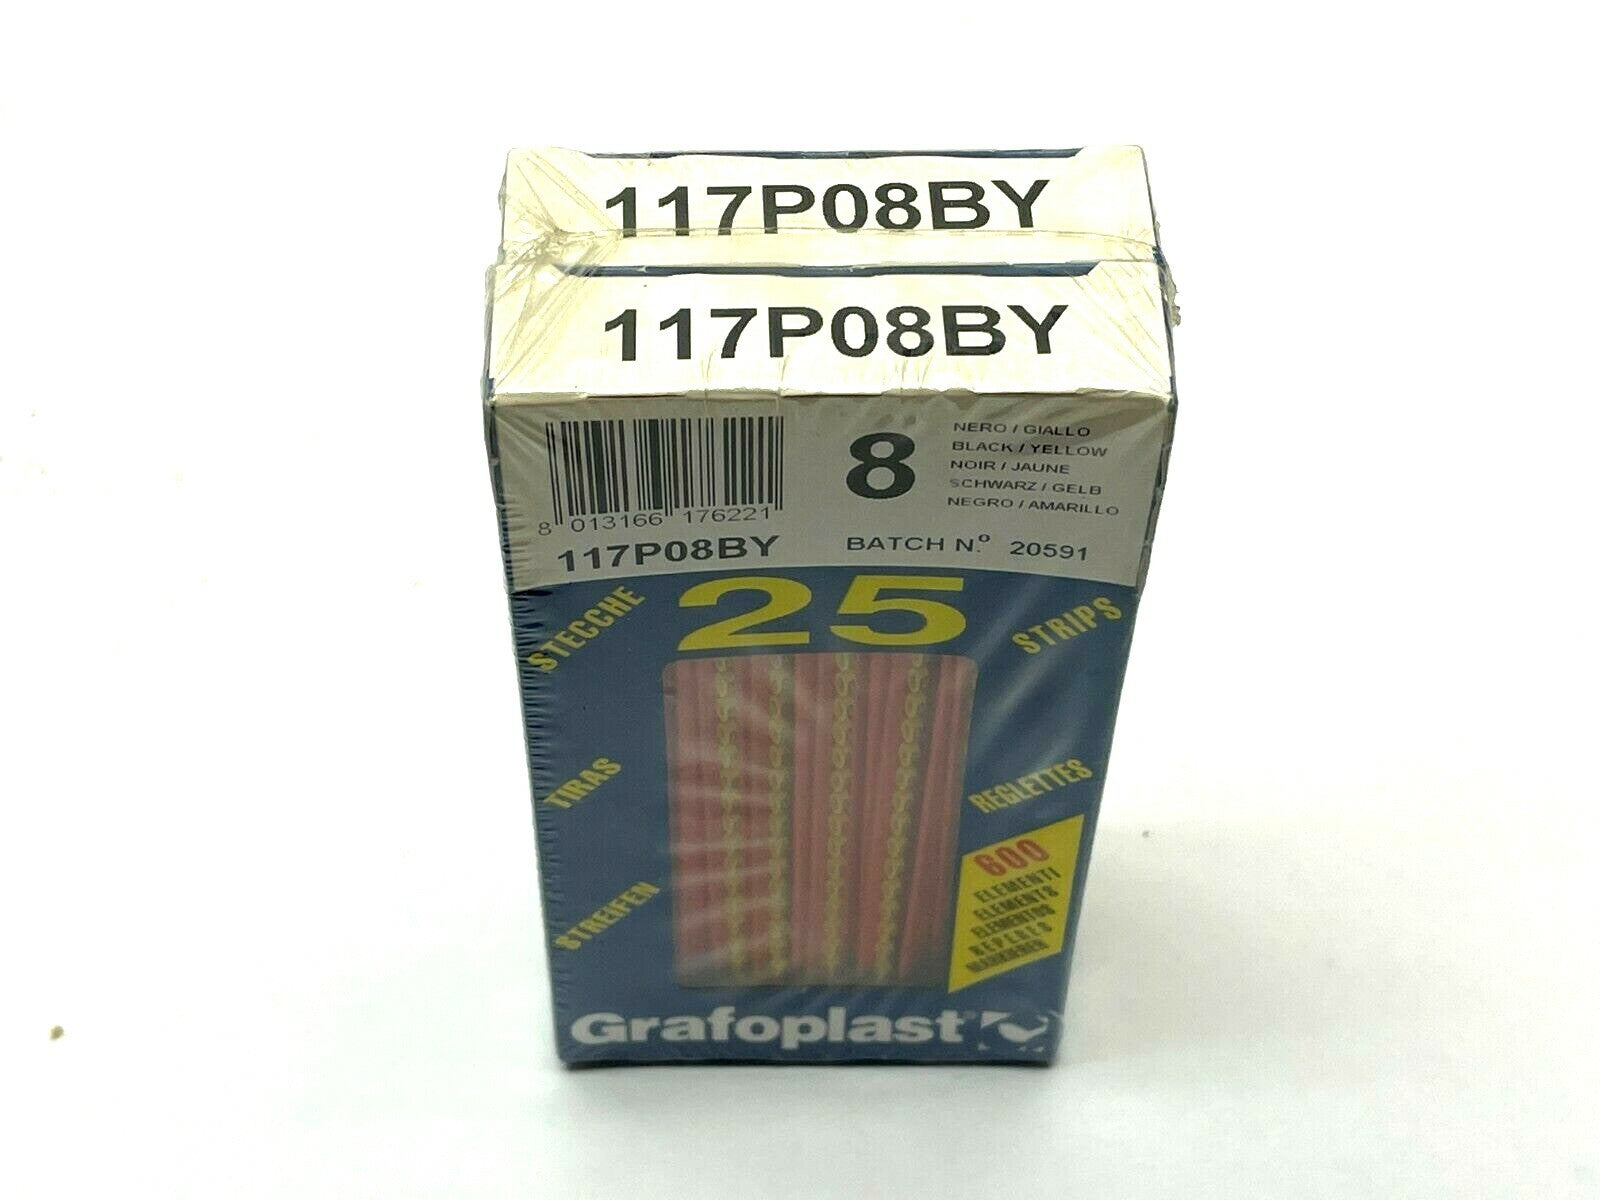 117P08BY
117P08BY
8
NERO / GIALLO
BLACK / YELLOW
NOIR / JAUNE
SCHWARZ / GELB
NEGRO / AMARILLO
8 013166 176221
117P08BY
BATCH N.º 20591
25
STECCHE
STRIPS
TIRAS
REGLETTES
STREIFEN
600
ELEMENTI
ELEMENTS
ELEMENTOS
REPERES
MARKIERER
Grafoplast®